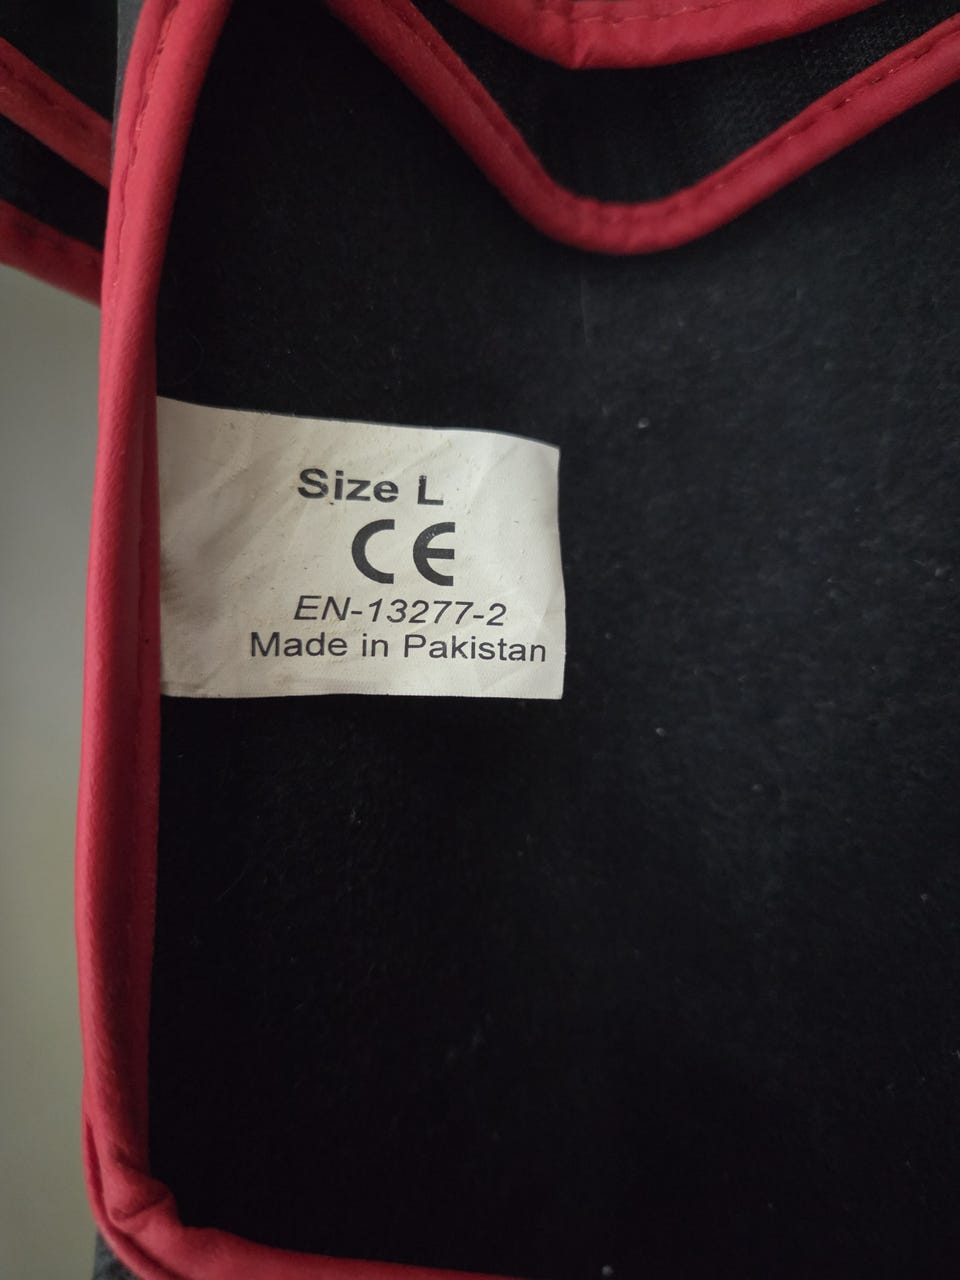 Size L
CE
EN-13277-2
Made in Pakistan